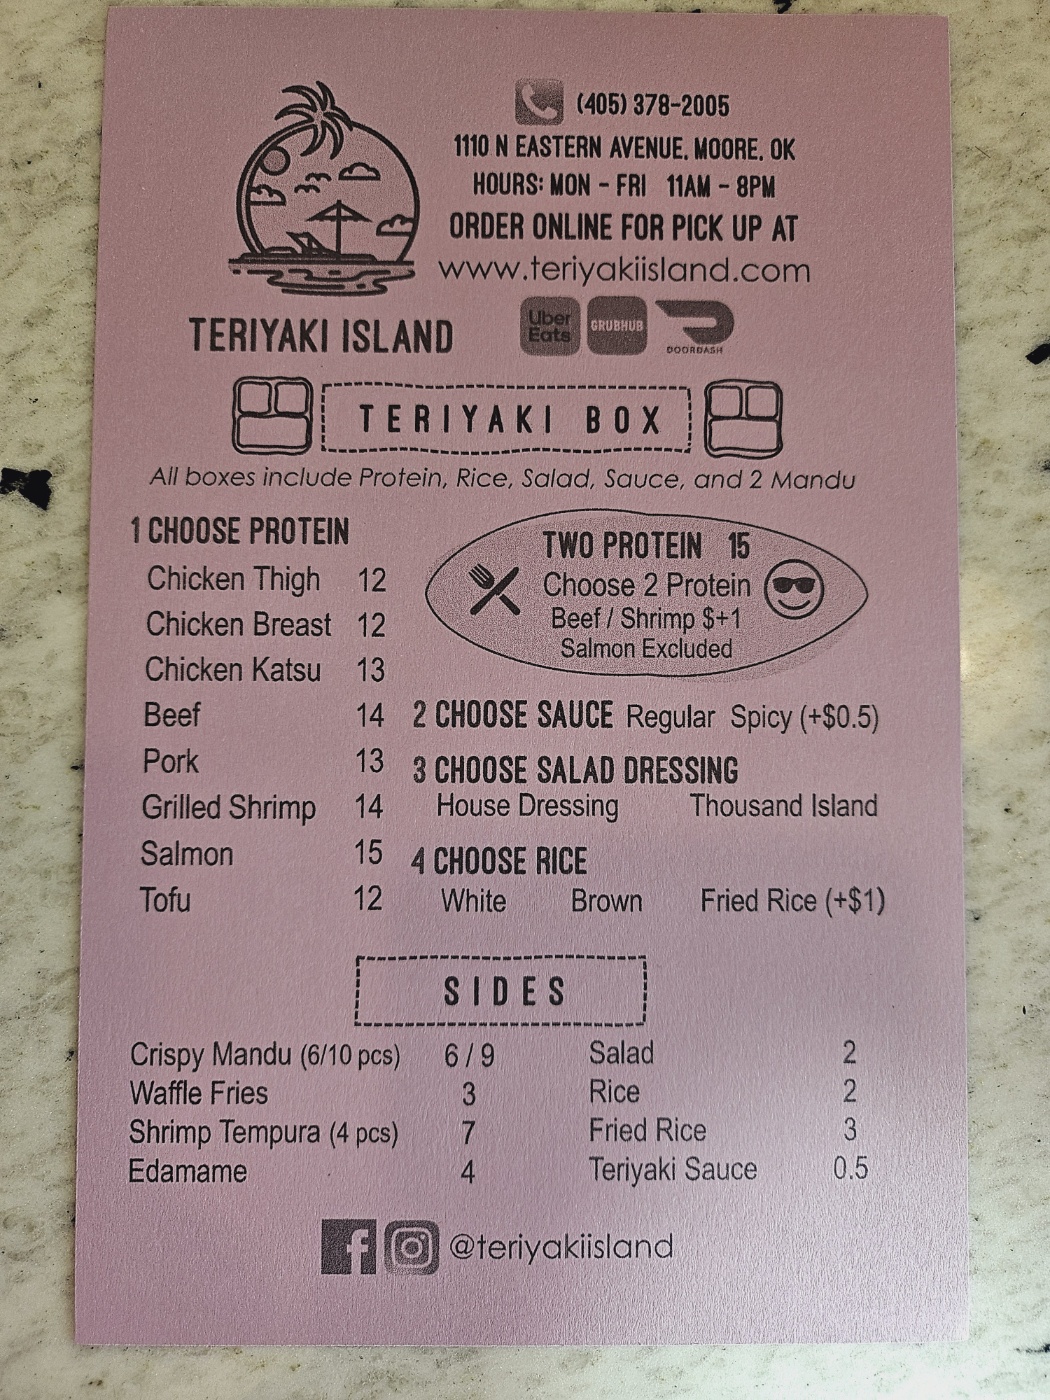 (405) 378-2005
1110 N EASTERN AVENUE, MOORE, OK
HOURS: MON - FRI 11AM - 8PM
ORDER ONLINE FOR PICK UP AT
www.teriyakiisland.com
TERIYAKI ISLAND
Uber Eats
GRUBHUB
DOORDASH
TERIYAKI BOX
All boxes include Protein, Rice, Salad, Sauce, and 2 Mandu
1 CHOOSE PROTEIN
Chicken Thigh 12
Chicken Breast 12
Chicken Katsu 13
Beef 14
Pork 13
Grilled Shrimp 14
Salmon 15
Tofu 12
TWO PROTEIN 15
Choose 2 Protein
Beef / Shrimp $+1
Salmon Excluded
2 CHOOSE SAUCE Regular Spicy (+$0.5)
3 CHOOSE SALAD DRESSING
House Dressing Thousand Island
4 CHOOSE RICE
White Brown Fried Rice (+$1)
SIDES
Crispy Mandu (6/10 pcs) 6 / 9
Waffle Fries 3
Shrimp Tempura (4 pcs) 7
Edamame 4
Salad 2
Rice 2
Fried Rice 3
Teriyaki Sauce 0.5
@teriyakiisland